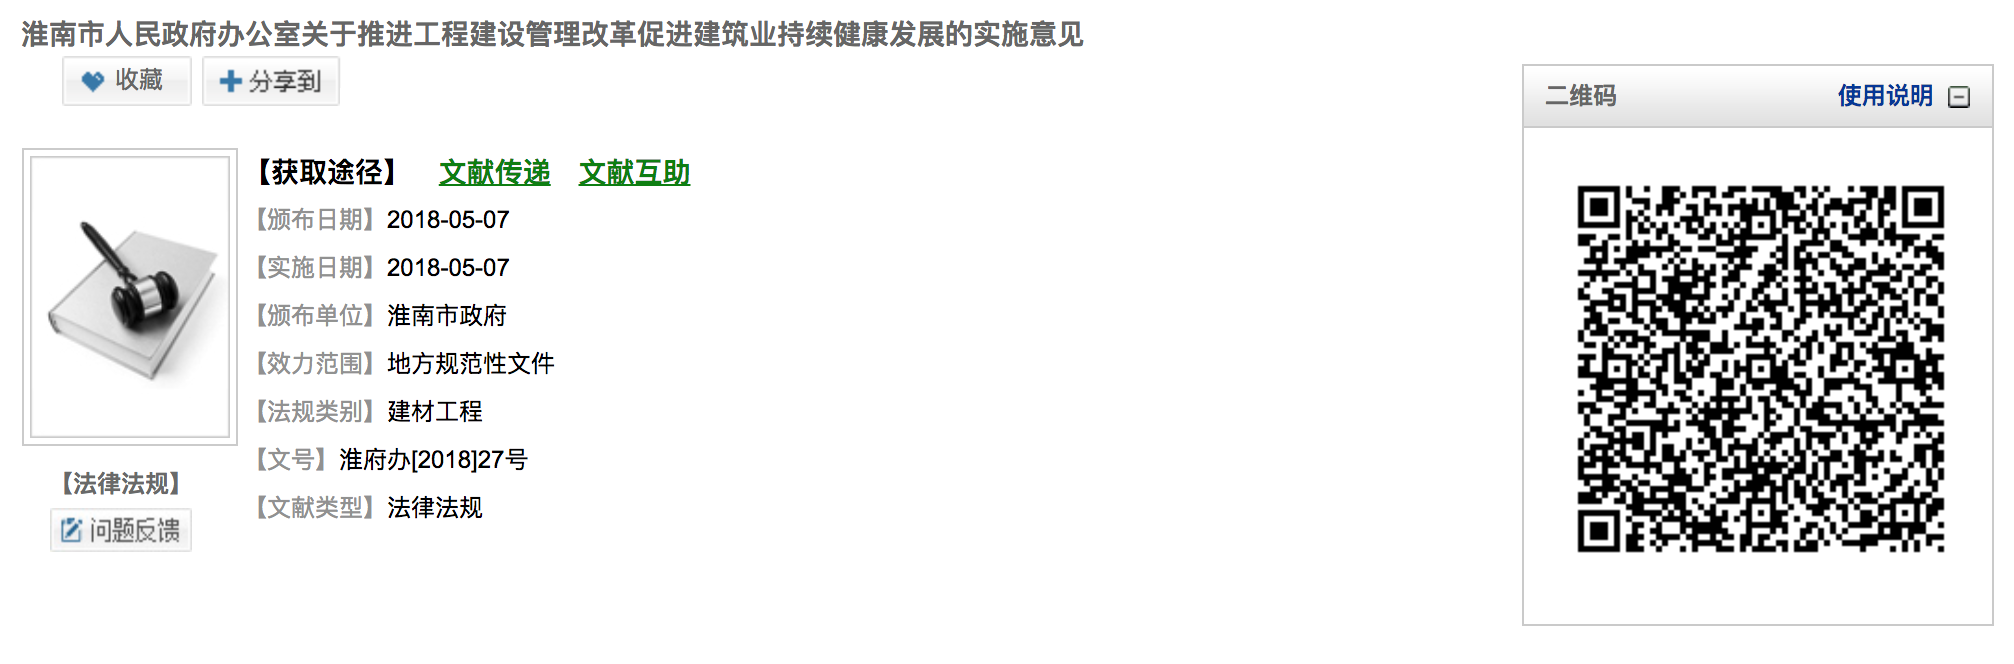 淮南市人民政府办公室关于推进工程建设管理改革促进建筑业持续健康发展的实施意见
收藏 分享到
二维码 使用说明
【获取途径】 文献传递 文献互助
【颁布日期】2018-05-07
【实施日期】2018-05-07
【颁布单位】淮南市政府
【效力范围】地方规范性文件
【法规类别】建材工程
【文号】淮府办[2018]27号
【文献类型】法律法规
【法律法规】
问题反馈